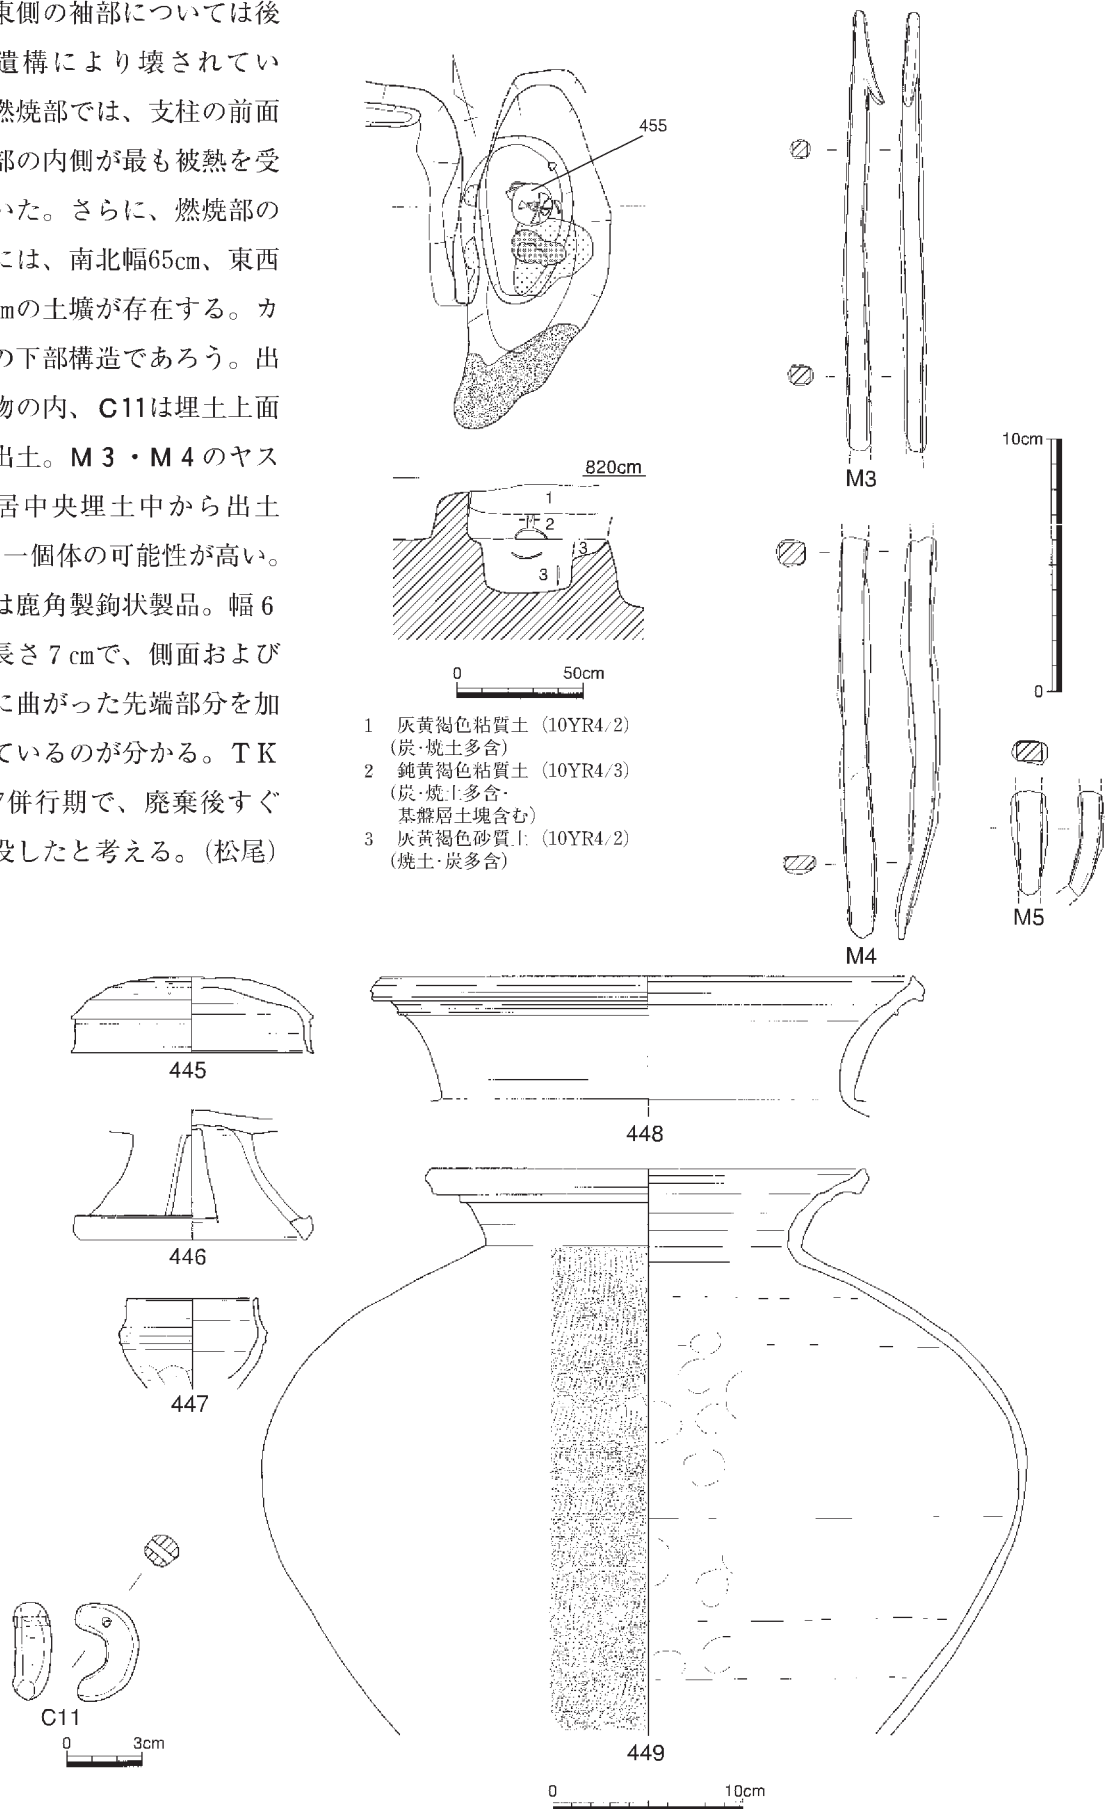 東側の袖部については後
遺構により壊されてい
燃焼部では、支柱の前面
部の内側が最も被熱を受
いた。さらに、燃焼部の
には、南北幅65cm、東西
cmの土壙が存在する。カ
の下部構造であろう。出
物の内、C11は埋土上面
出土。M3・M4のヤス
居中央埋土中から出土
一個体の可能性が高い。
は鹿角製鉤状製品。幅6
長さ7cmで、側面および
に曲がった先端部分を加
ているのが分かる。TK
7併行期で、廃棄後すぐ
没したと考える。(松尾)
455
820cm
1
2
3
3
0 50cm
1 灰黄褐色粘質土 (10YR4/2)
(炭・焼土多含)
2 鈍黄褐色粘質土 (10YR4/3)
(炭・焼土多含・
基盤層土塊含む)
3 灰黄褐色砂質土 (10YR4/2)
(焼土・炭多含)
M3
10cm
0
M4
M5
445
446
447
448
449
C11
0 3cm
0 10cm